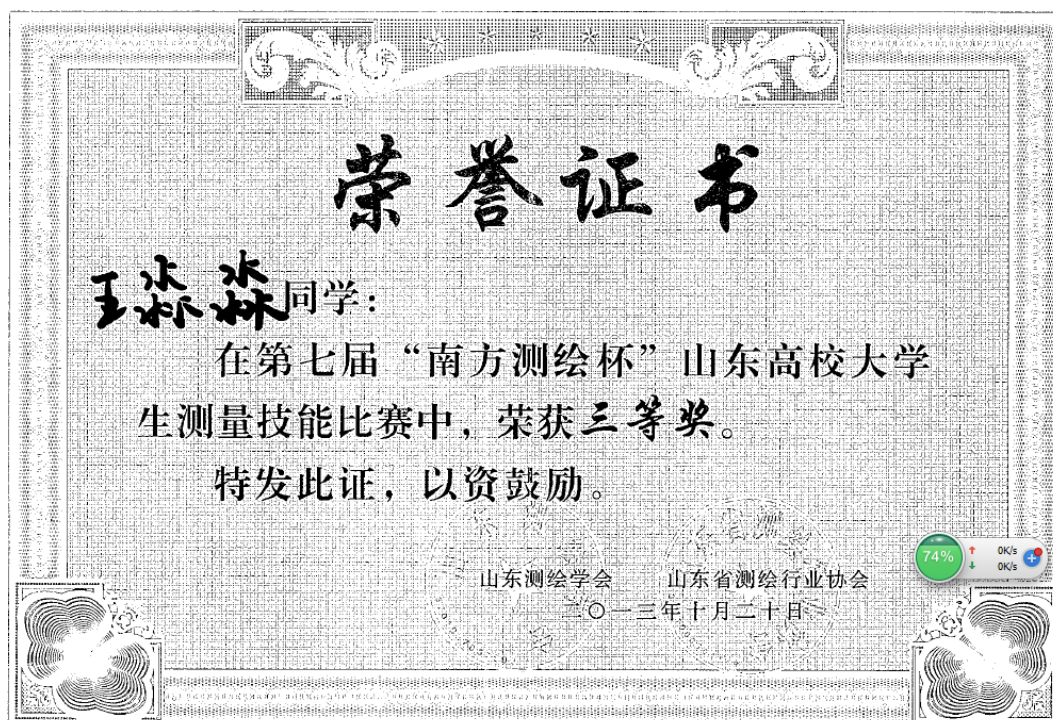 荣誉证书
王淼淼同学：
在第七届“南方测绘杯”山东高校大学
生测量技能比赛中，荣获三等奖。
特发此证，以资鼓励。
山东测绘学会 山东省测绘行业协会
二〇一三年十月二十日
74%
0K/s
0K/s